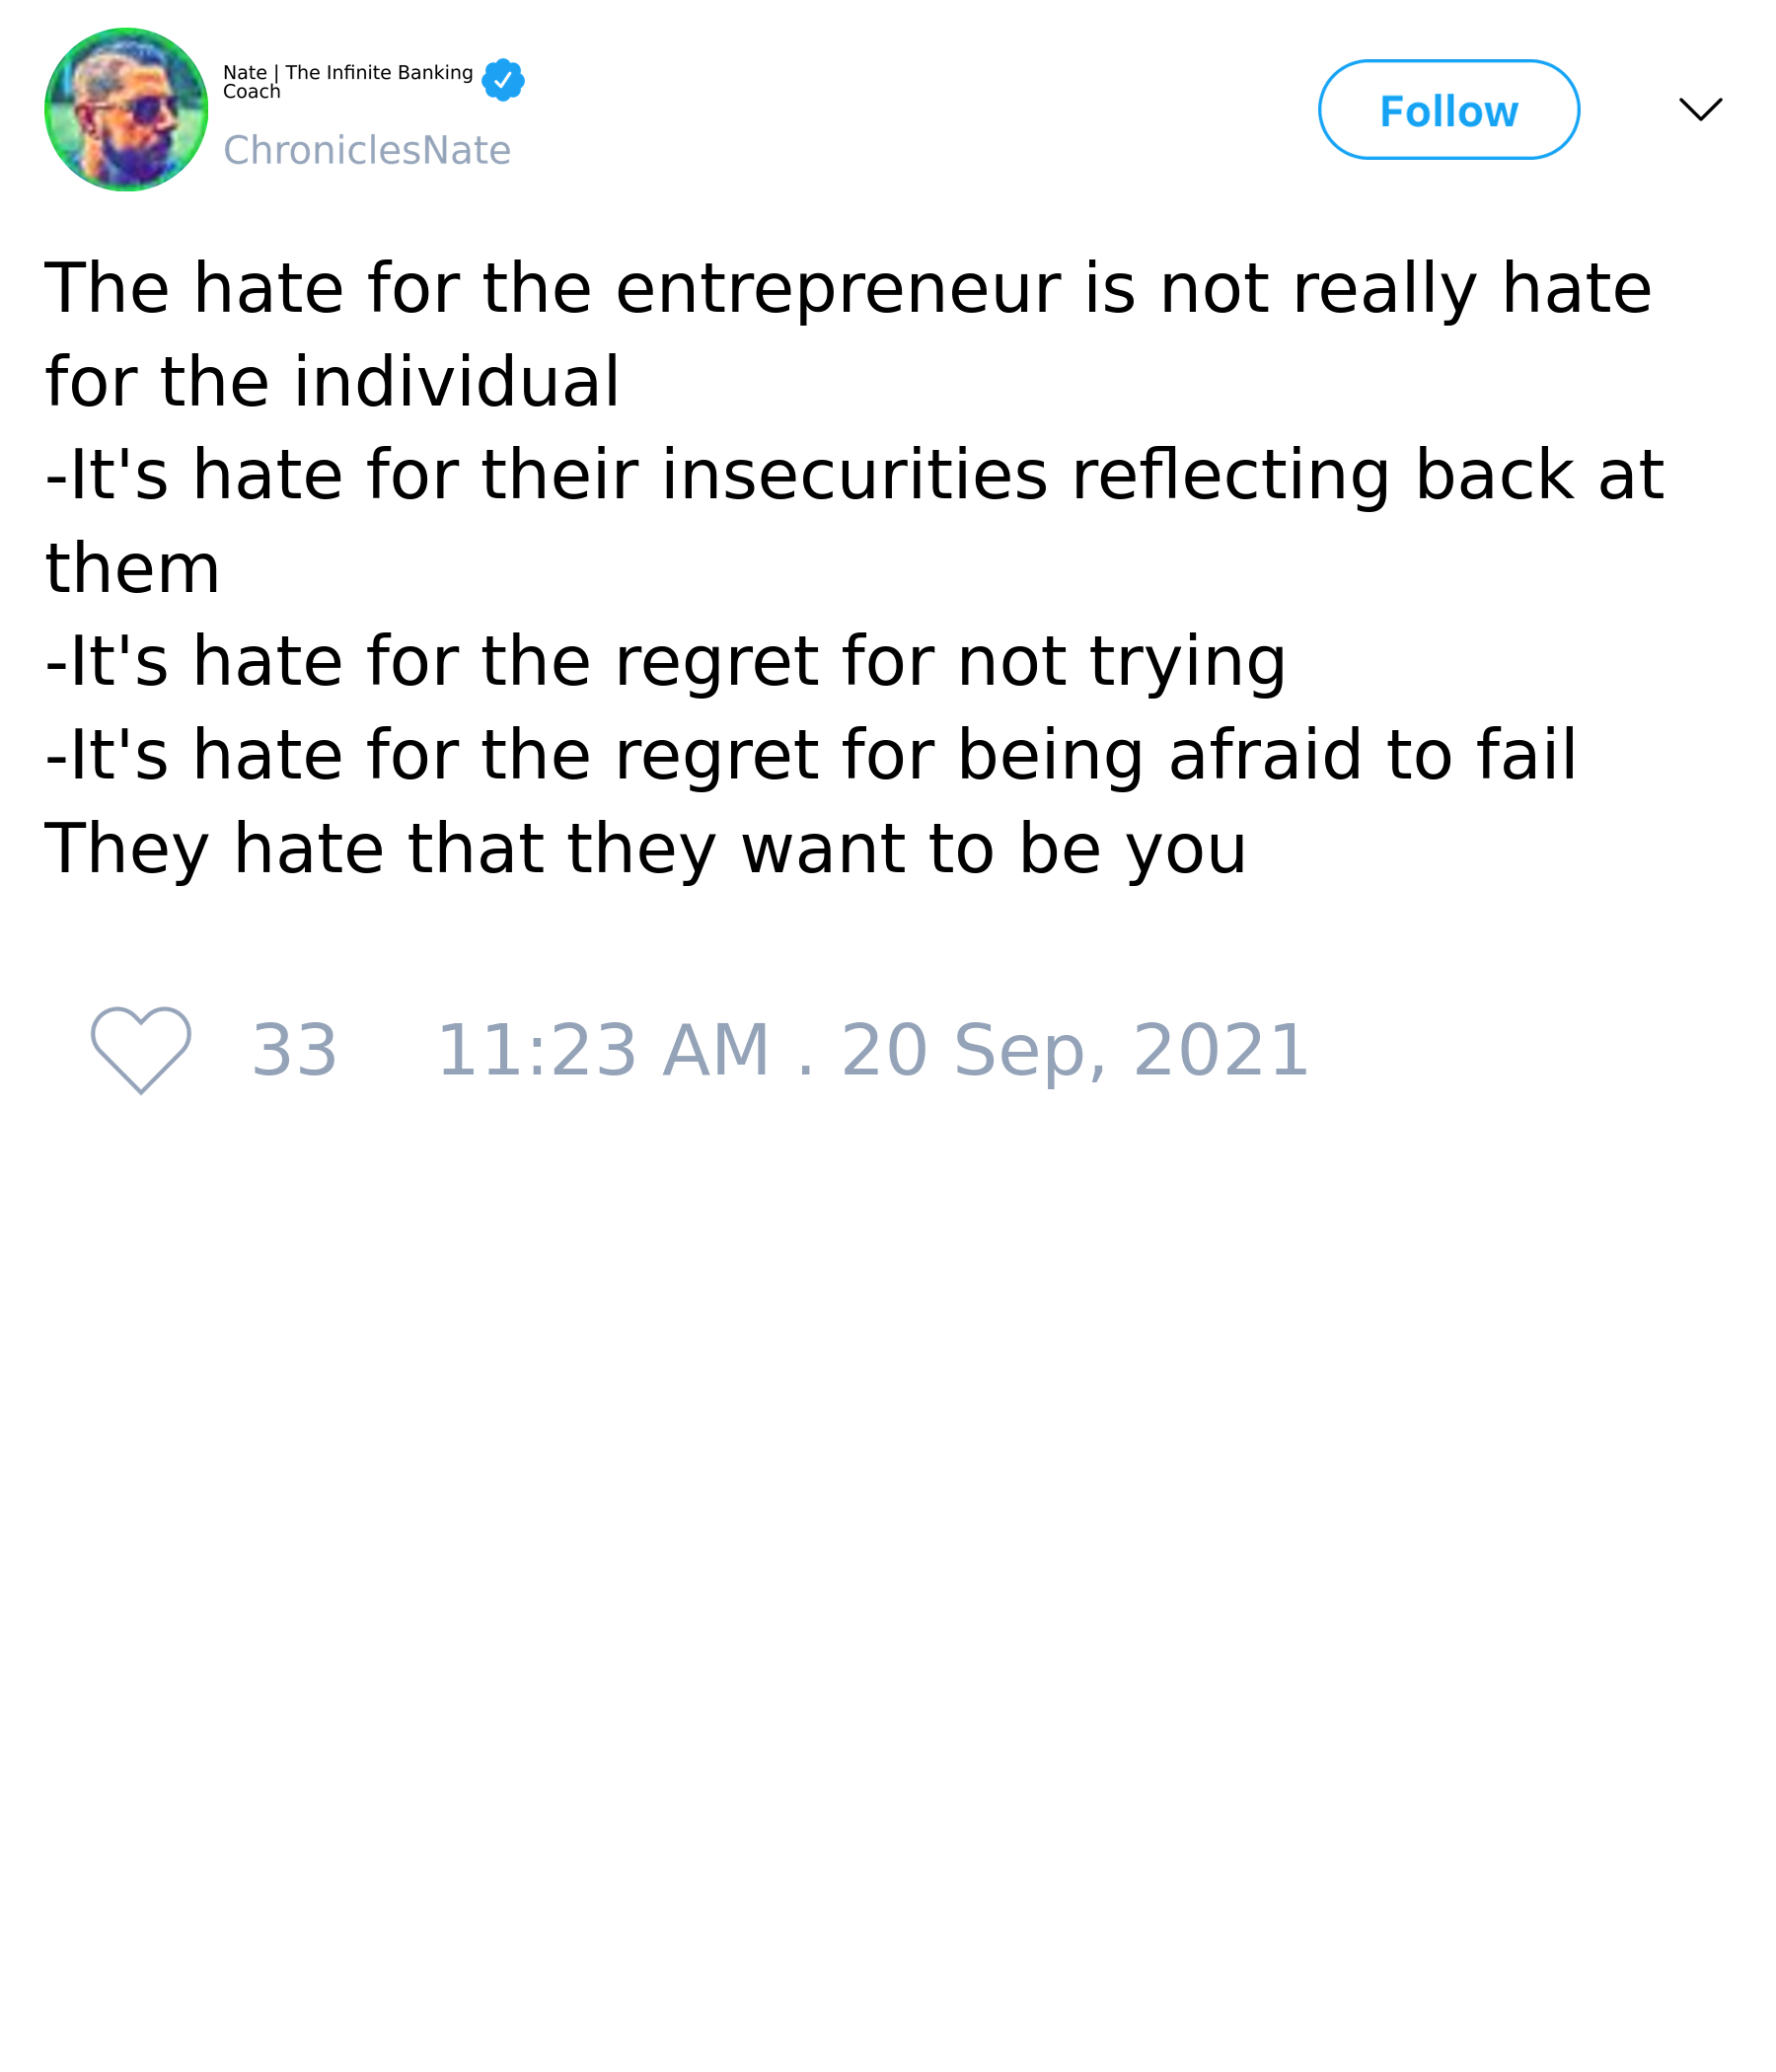 Nate | The Infinite Banking
Coach
ChroniclesNate
Follow
The hate for the entrepreneur is not really hate
for the individual
-It's hate for their insecurities reflecting back at
them
-It's hate for the regret for not trying
-It's hate for the regret for being afraid to fail
They hate that they want to be you
33 11:23 AM . 20 Sep, 2021